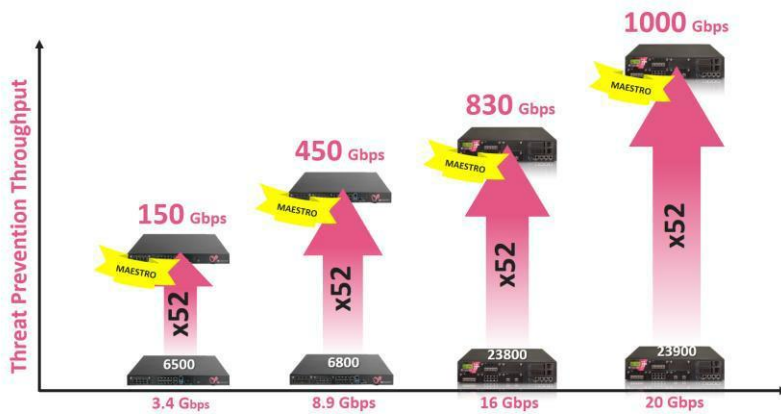 1000 Gbps
MAESTRO
830 Gbps
MAESTRO
450 Gbps
MAESTRO
150 Gbps
MAESTRO
Threat Prevention Throughput
x52
x52
x52
x52
6500
6800
23800
23900
3.4 Gbps
8.9 Gbps
16 Gbps
20 Gbps